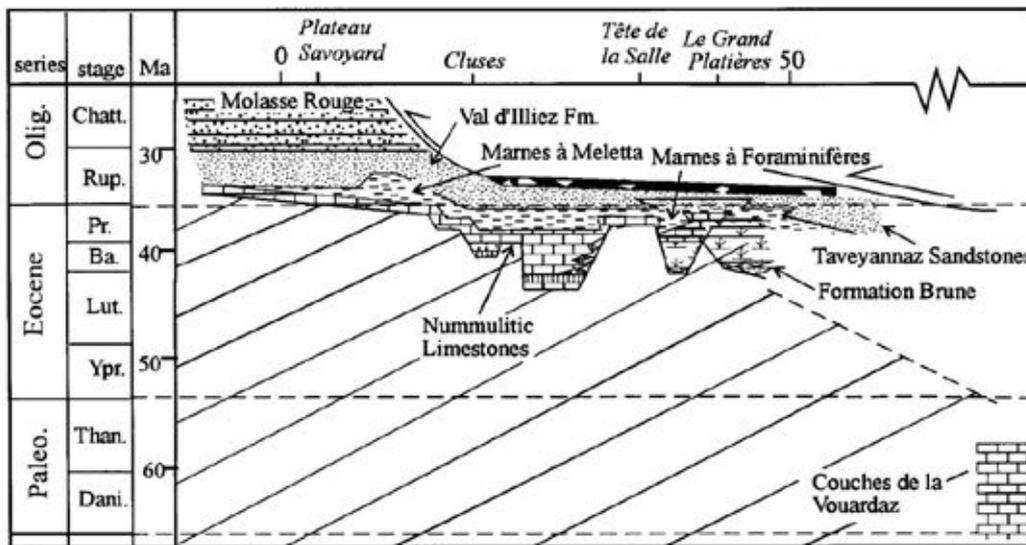 series
stage
Ma
0
Plateau
Savoyard
Cluses
Tête de
la Salle
Le Grand
Platières
50
Olig.
Chatt.
Rup.
30
Eocene
Pr.
Ba.
40
Lut.
Ypr.
50
Paleo.
Than.
60
Dani.
Molasse Rouge
Val d'Illiez Fm.
Marnes à Meletta
Marnes à Foraminifères
Taveyannaz Sandstones
Formation Brune
Nummulitic
Limestones
Couches de la
Vouardaz